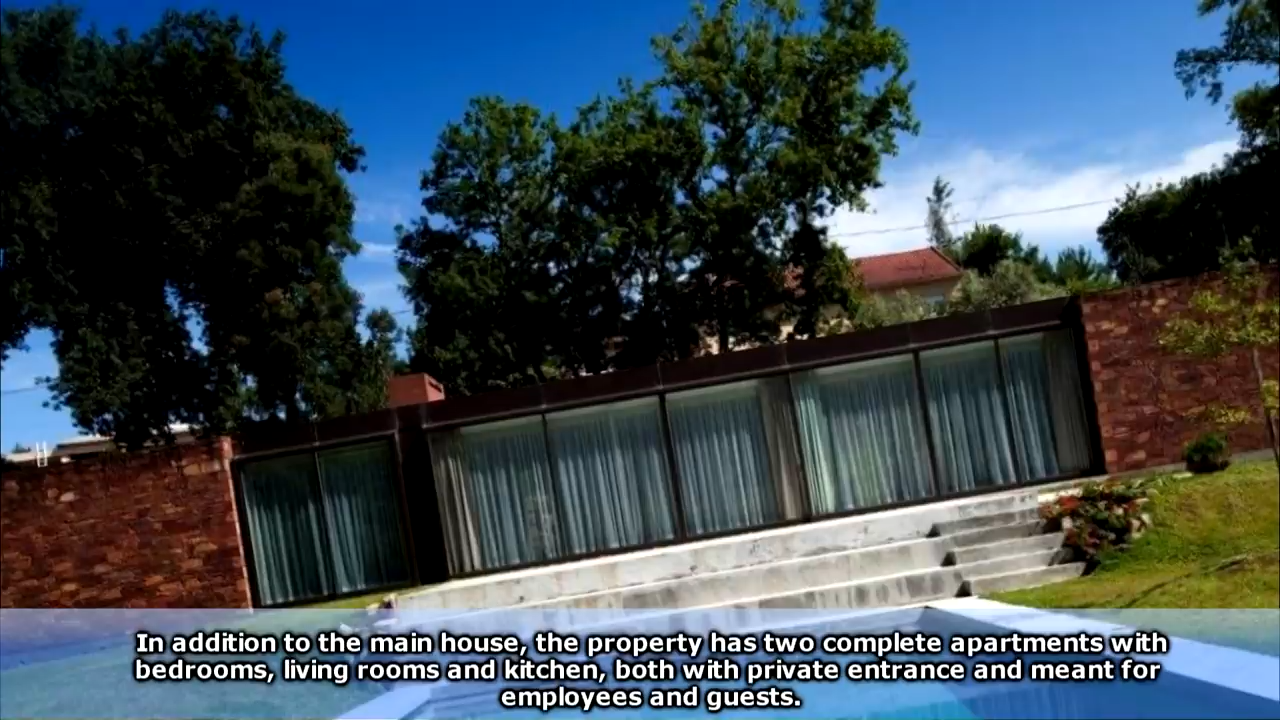 In addition to the main house, the property has two complete apartments with
bedrooms, living rooms and kitchen, both with private entrance and meant for
employees and guests.